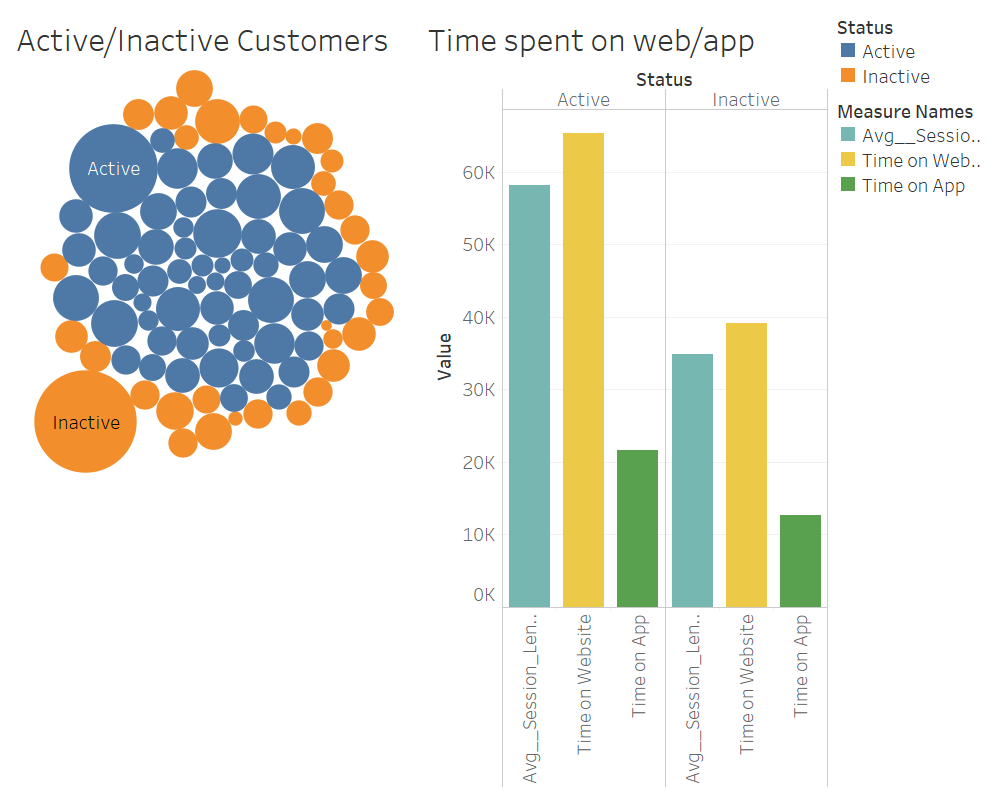 Active/Inactive Customers
Active
Inactive
Time spent on web/app
Status
Active
Inactive
Value
60K
50K
40K
30K
20K
10K
0K
Avg__Session_Len..
Time on Website
Time on App
Avg__Session_Len..
Time on Website
Time on App
Status
Active
Inactive
Measure Names
Avg__Sessio..
Time on Web..
Time on App